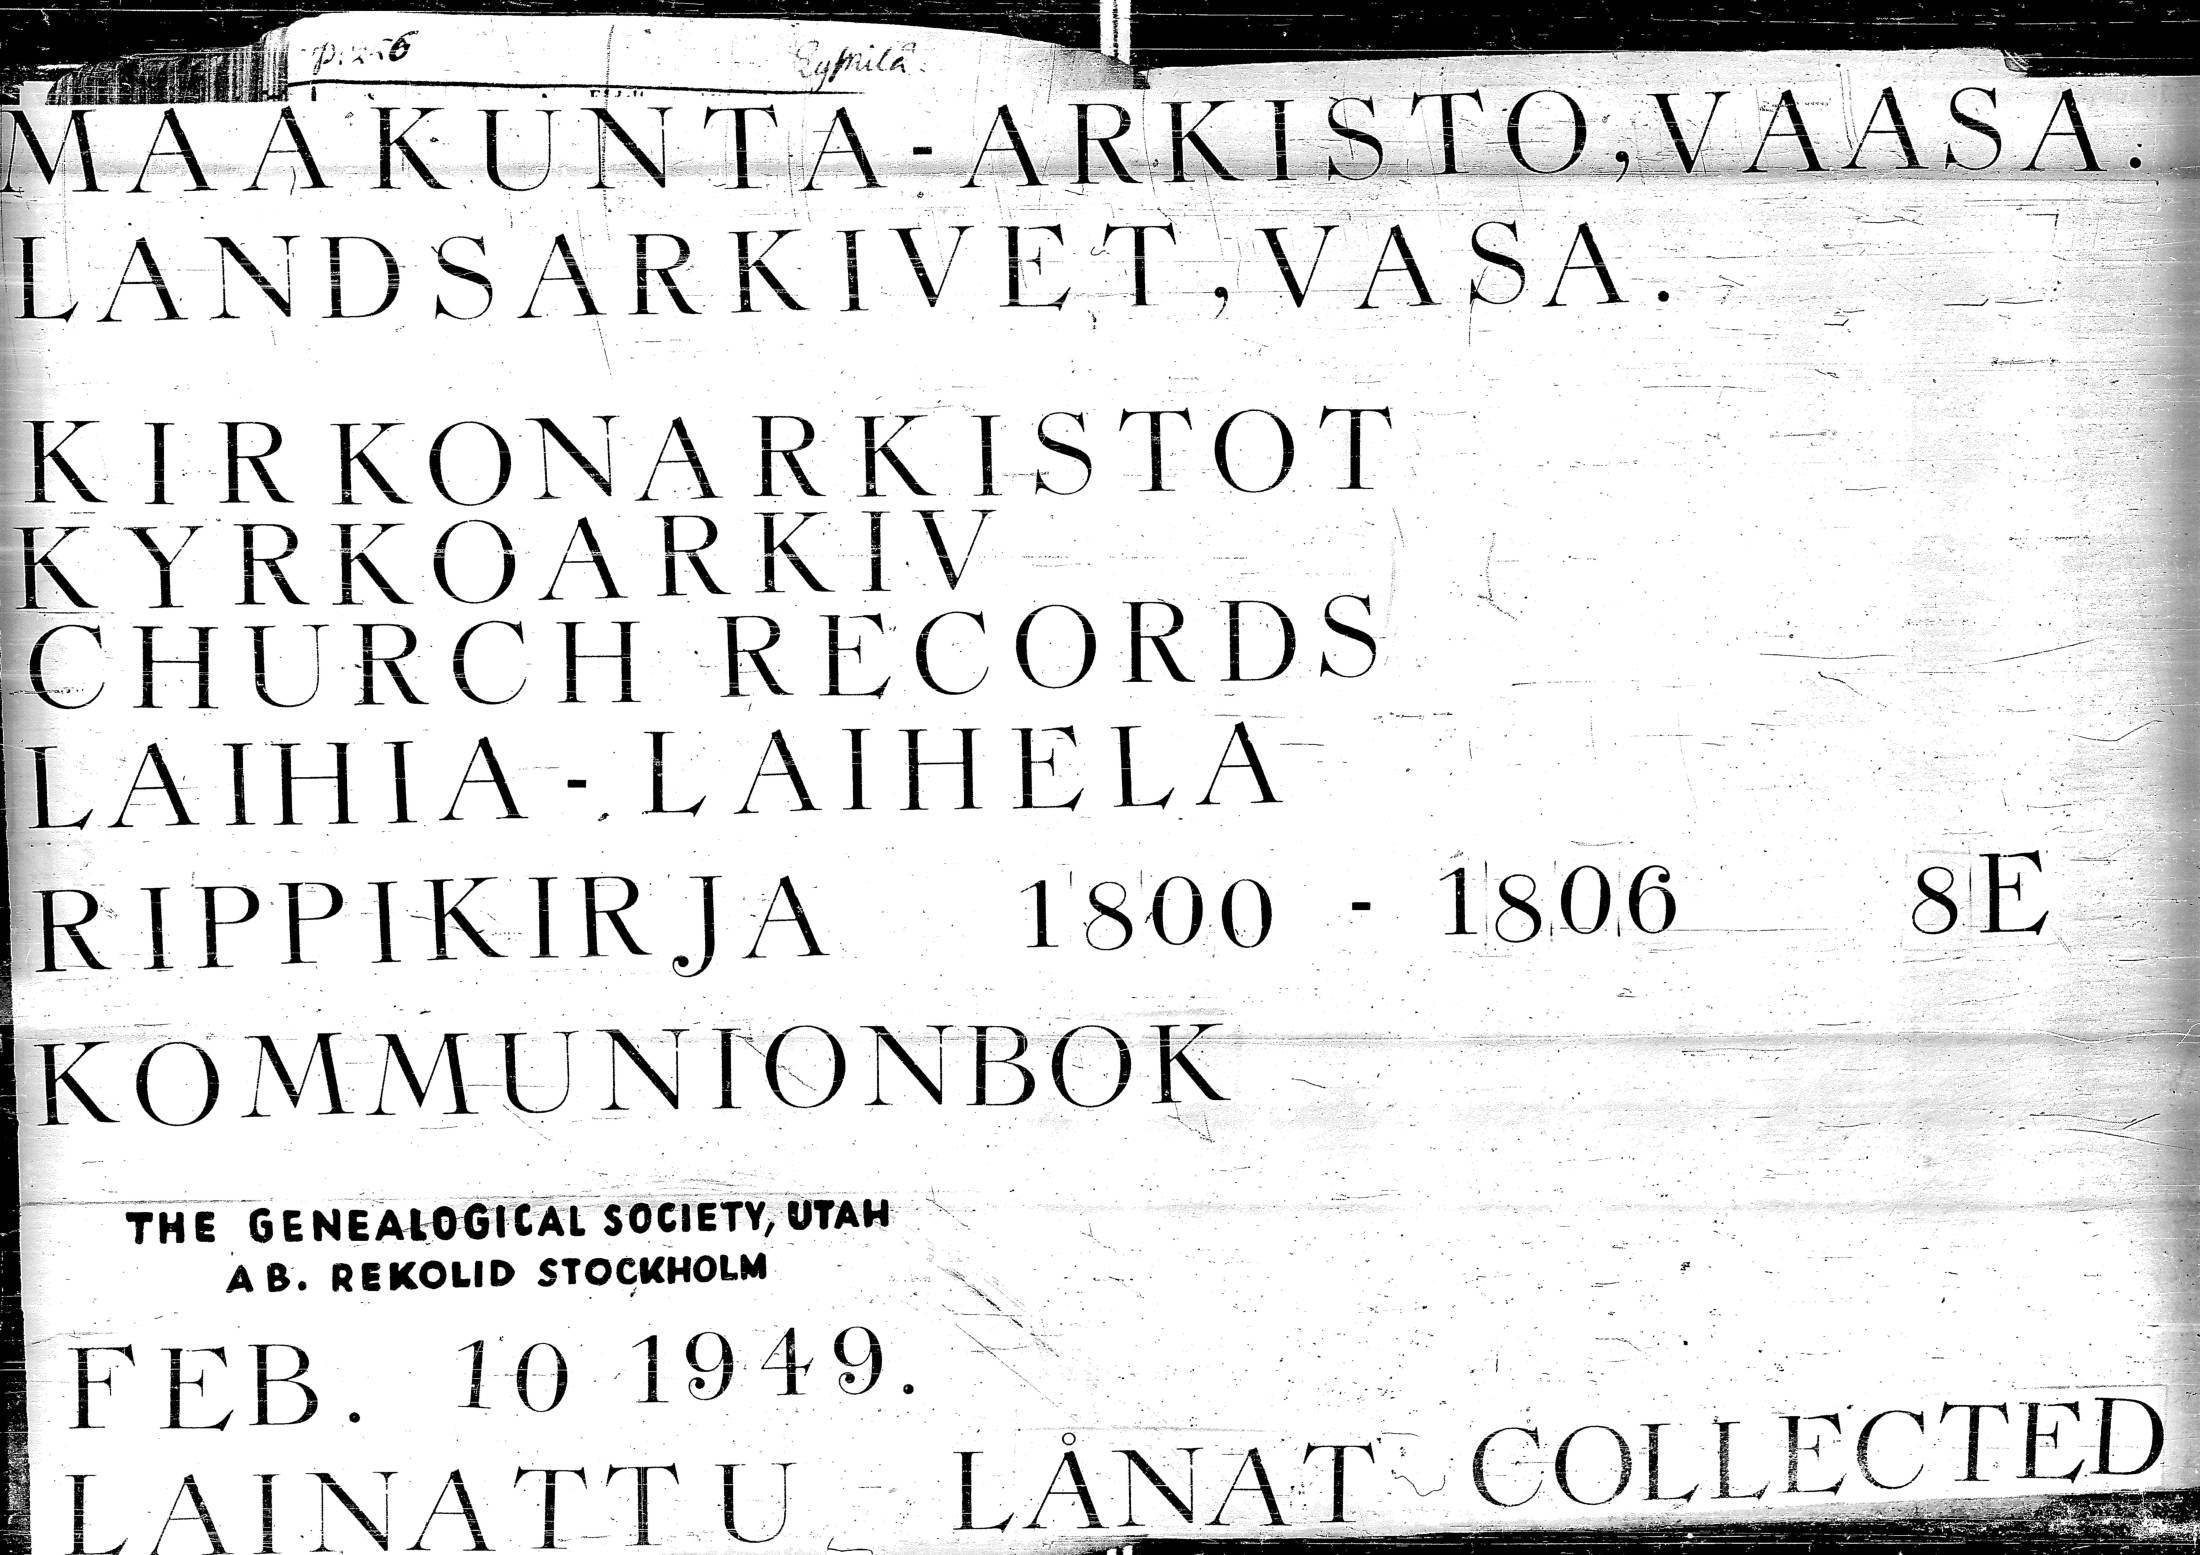 MAAKUNTA-ARKISTO, VAASA.
LANDSARKIVET, VASA.
KIRKONARKISTOT
KYRKOARKIV
CHURCH RECORDS
LAIHIA - LAIHELA
RIPPIKIRJA 1800 - 1806 8E
KOMMUNIONBOK
THE GENEALOGICAL SOCIETY, UTAH
AB. REKOLID STOCKHOLM
FEB. 10 1949.
LAINATTU - LÅNAT COLLECTED